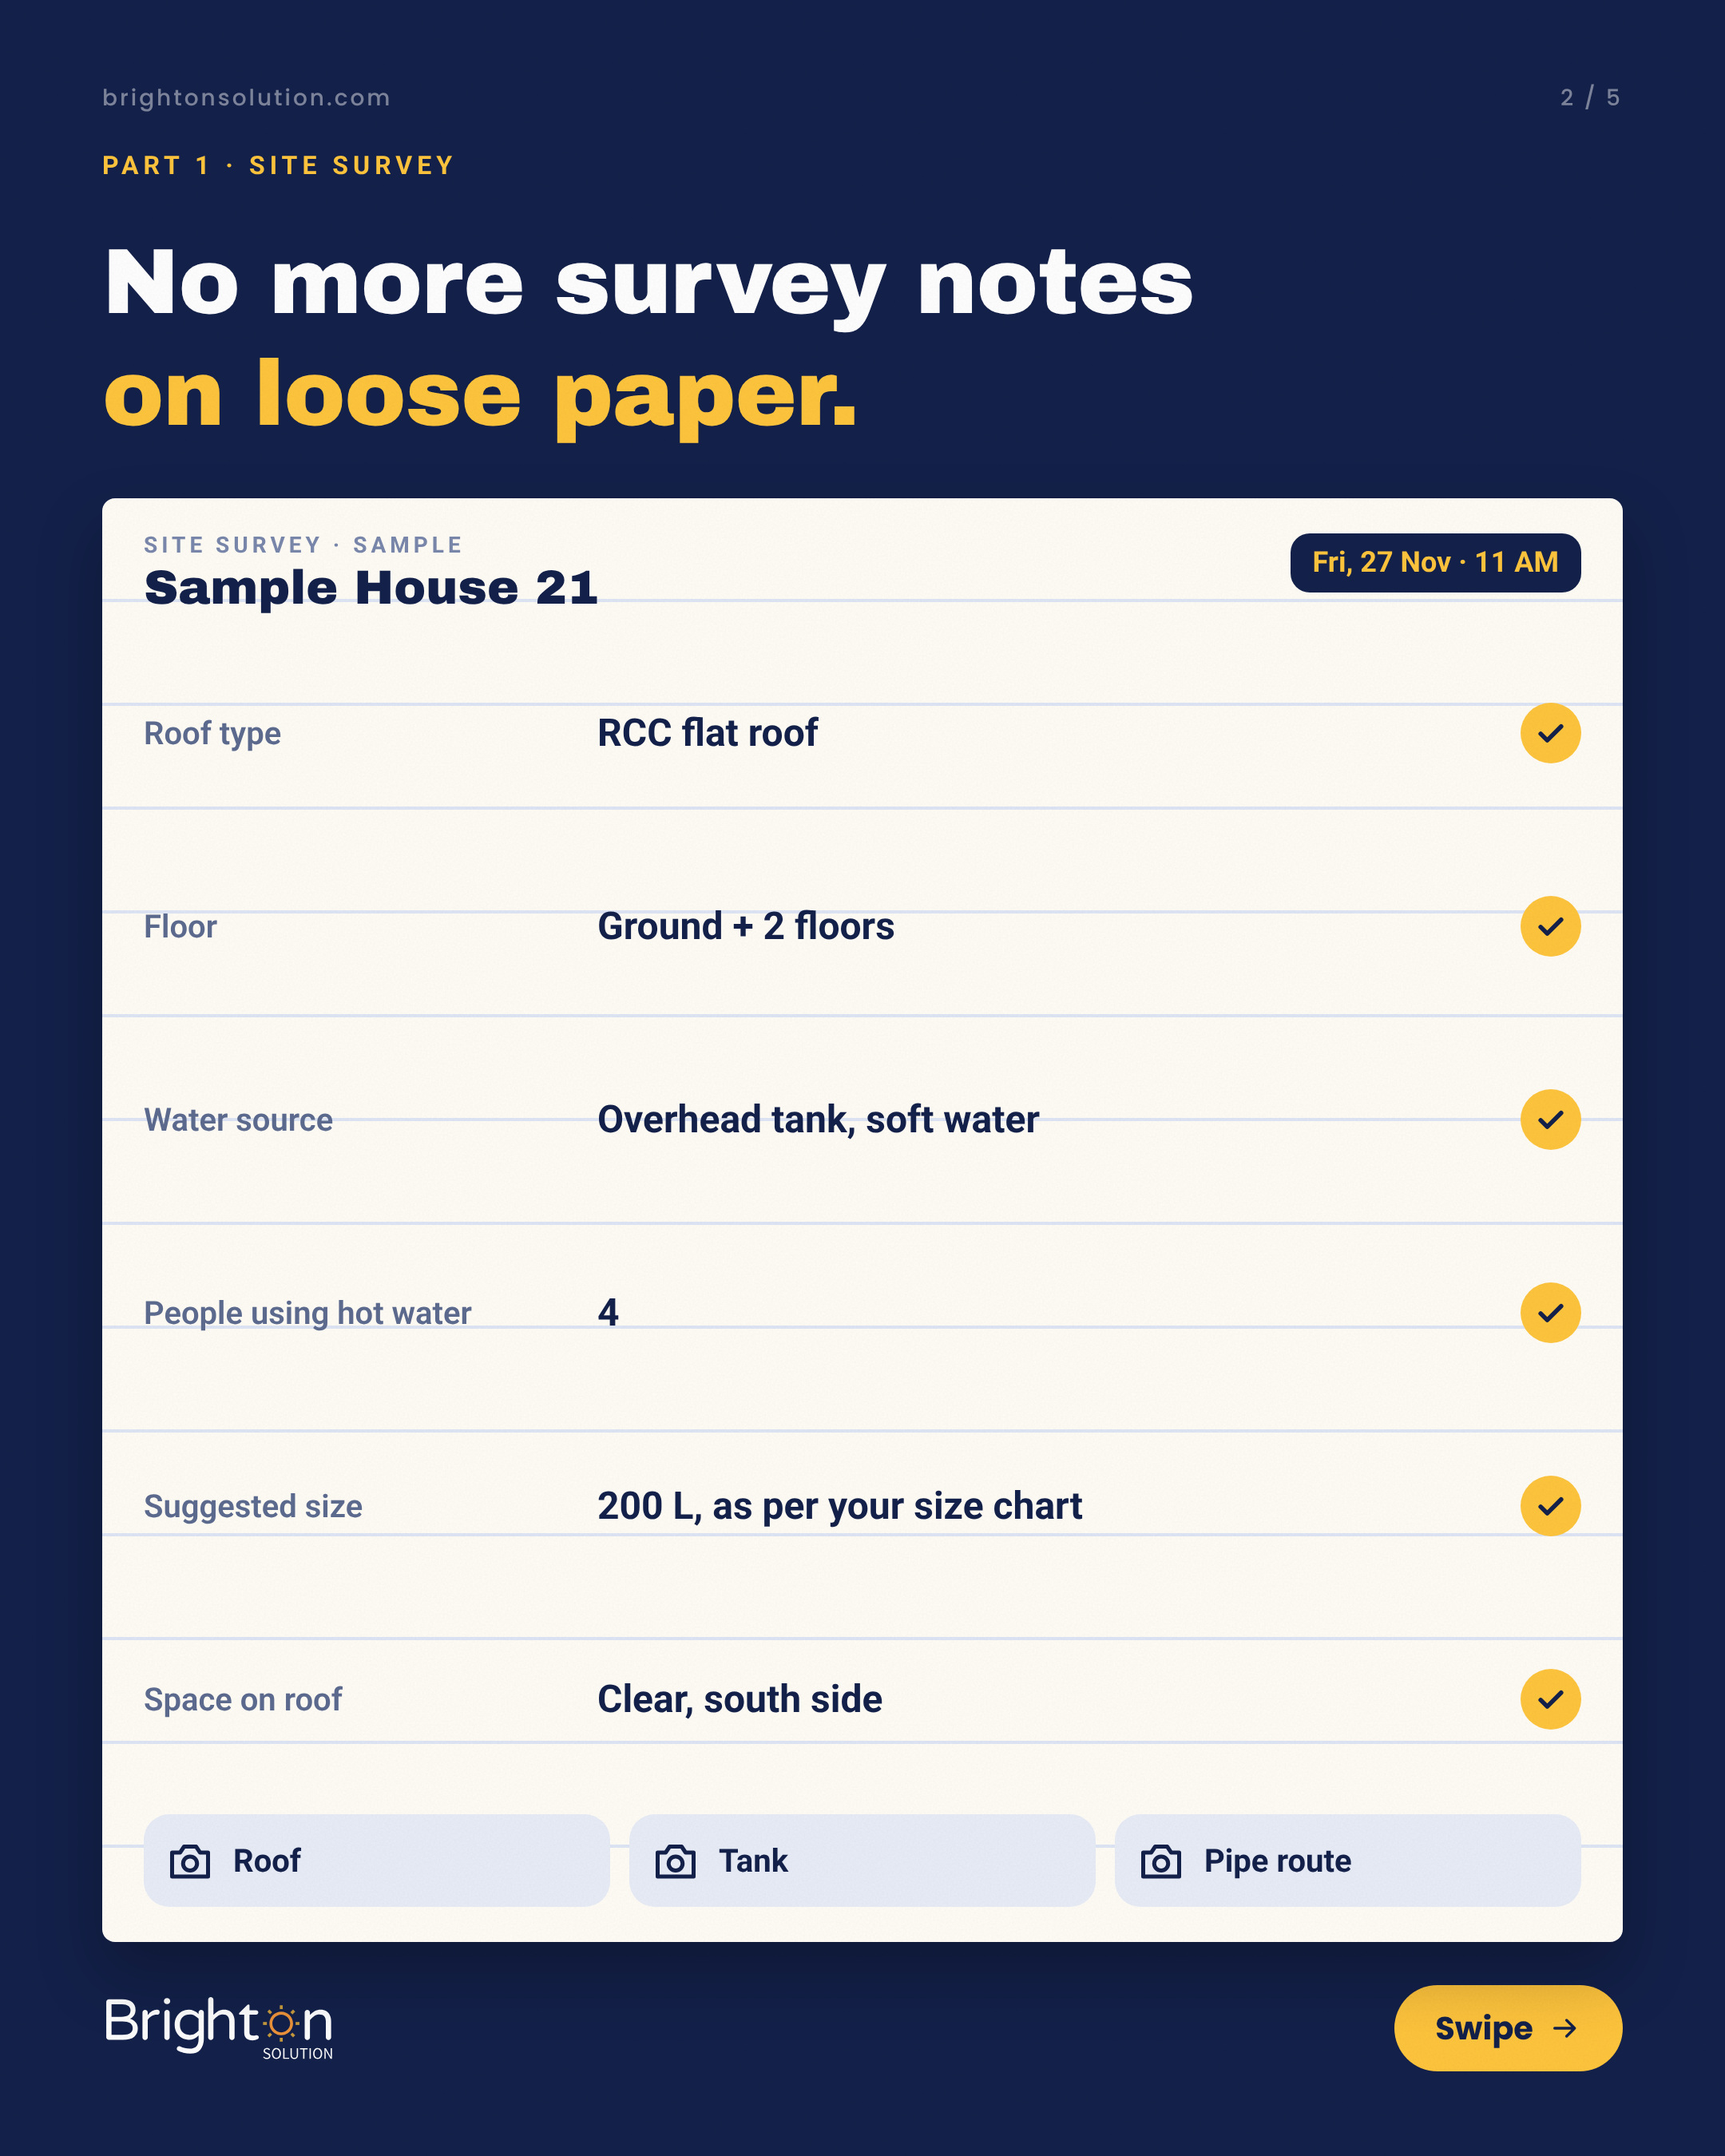 brightonsolution.com
2 / 5
PART 1 · SITE SURVEY
No more survey notes
on loose paper.
SITE SURVEY · SAMPLE
Sample House 21
Fri, 27 Nov · 11 AM
Roof type
RCC flat roof
Floor
Ground + 2 floors
Water source
Overhead tank, soft water
People using hot water
4
Suggested size
200 L, as per your size chart
Space on roof
Clear, south side
Roof
Tank
Pipe route
Brighton
SOLUTION
Swipe →